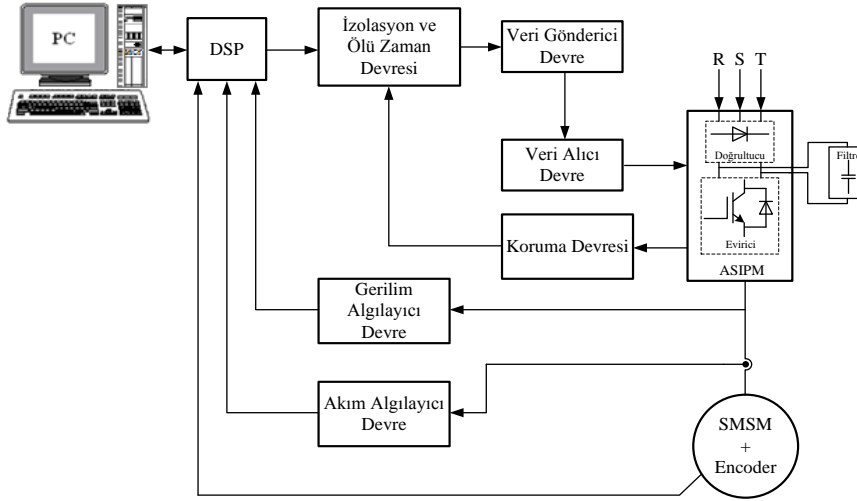 PC
DSP
İzolasyon ve
Ölü Zaman
Devresi
Veri Gönderici
Devre
R S T
Veri Alıcı
Devre
Doğrultucu
Filtre
Koruma Devresi
Evirici
ASIPM
Gerilim
Algılayıcı
Devre
Akım Algılayıcı
Devre
SMSM
+
Encoder